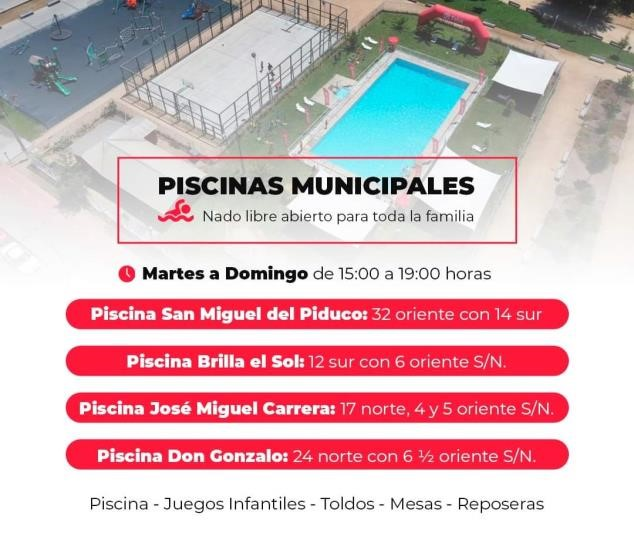 PISCINAS MUNICIPALES
Nado libre abierto para toda la familia
Martes a Domingo de 15:00 a 19:00 horas
Piscina San Miguel del Piduco: 32 oriente con 14 sur
Piscina Brilla el Sol: 12 sur con 6 oriente S/N.
Piscina José Miguel Carrera: 17 norte, 4 y 5 oriente S/N.
Piscina Don Gonzalo: 24 norte con 6 ½ oriente S/N.
Piscina - Juegos Infantiles - Toldos - Mesas - Reposeras